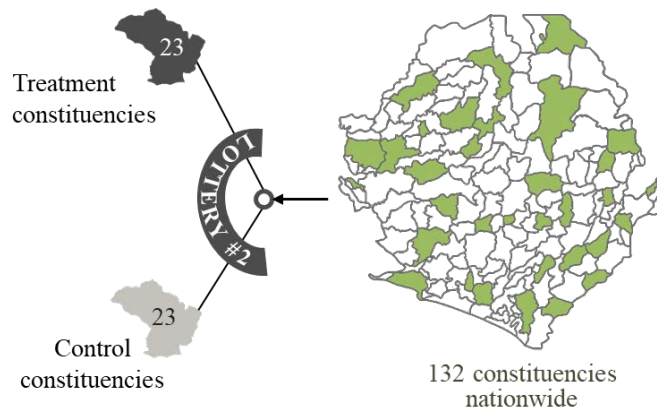 23
Treatment
constituencies
LOTTERY #2
23
Control
constituencies
132 constituencies
nationwide